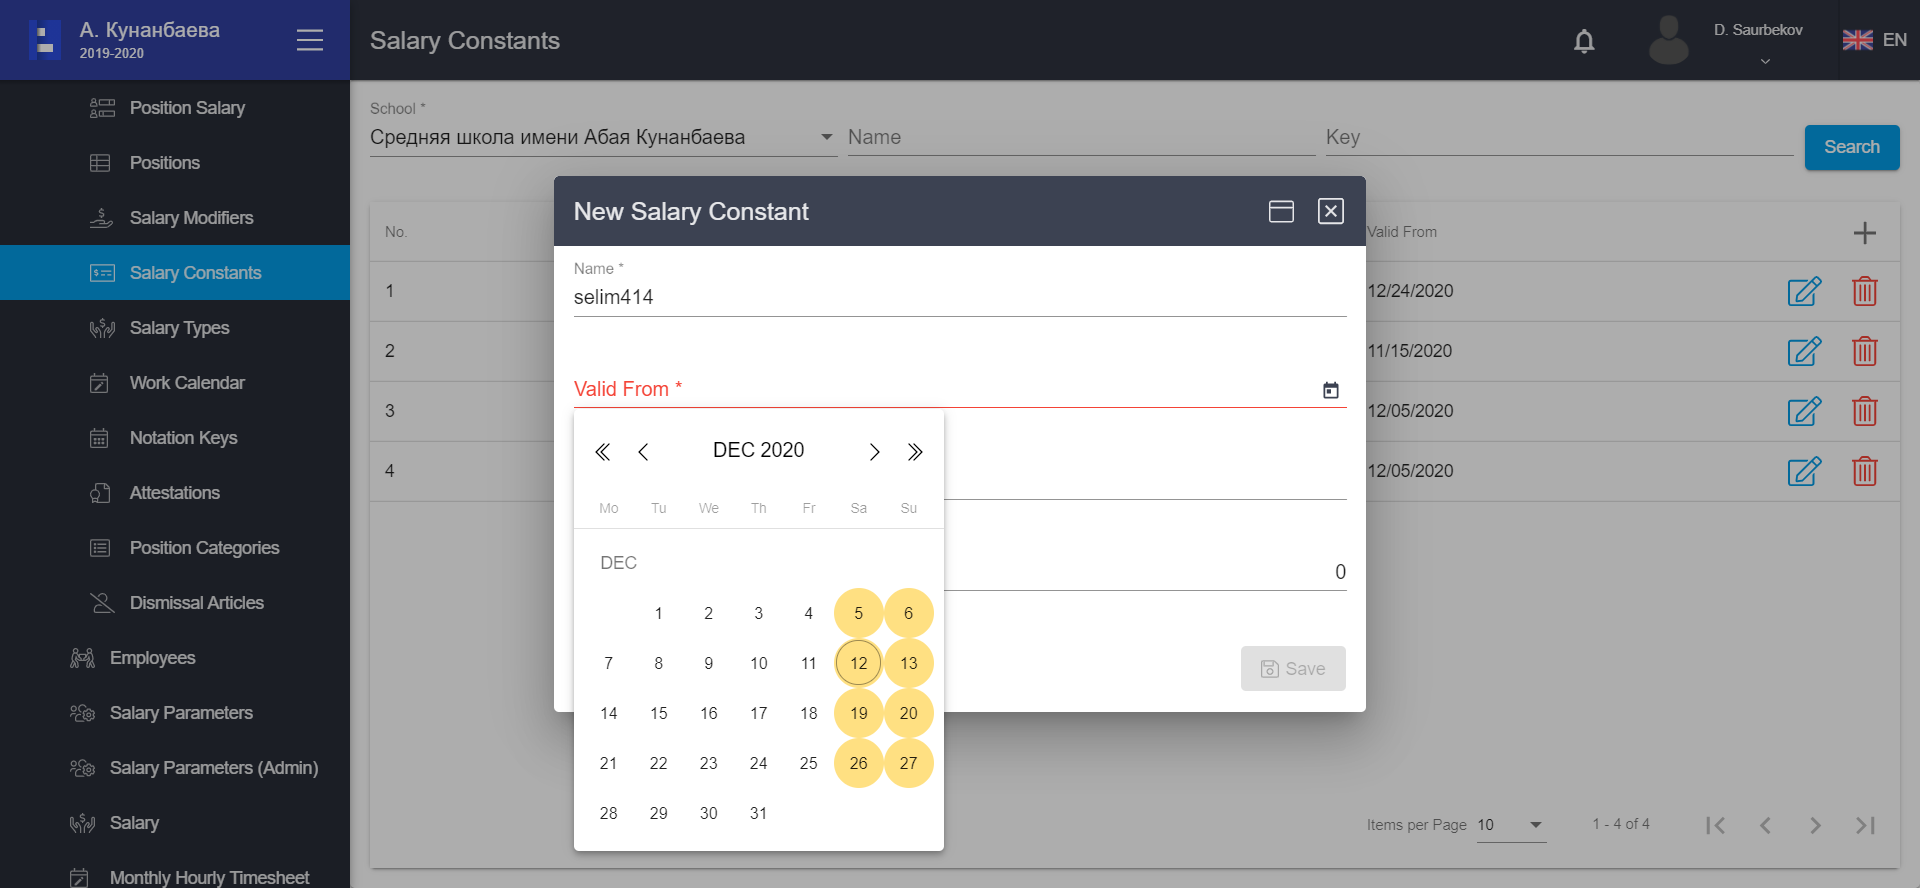 А. Кунанбаева
2019-2020
Salary Constants
D. Saurbekov
EN
Position Salary
Positions
Salary Modifiers
Salary Constants
Salary Types
Work Calendar
Notation Keys
Attestations
Position Categories
Dismissal Articles
Employees
Salary Parameters
Salary Parameters (Admin)
Salary
Monthly Hourly Timesheet
School *
Средняя школа имени Абая Кунанбаева
Name
Key
Search
No.
Valid From
1
12/24/2020
2
11/15/2020
3
12/05/2020
4
12/05/2020
New Salary Constant
Name *
selim414
Valid From *
DEC 2020
Mo Tu We Th Fr Sa Su
DEC
1 2 3 4 5 6
7 8 9 10 11 12 13
14 15 16 17 18 19 20
21 22 23 24 25 26 27
28 29 30 31
0
Save
Items per Page 10
1 - 4 of 4